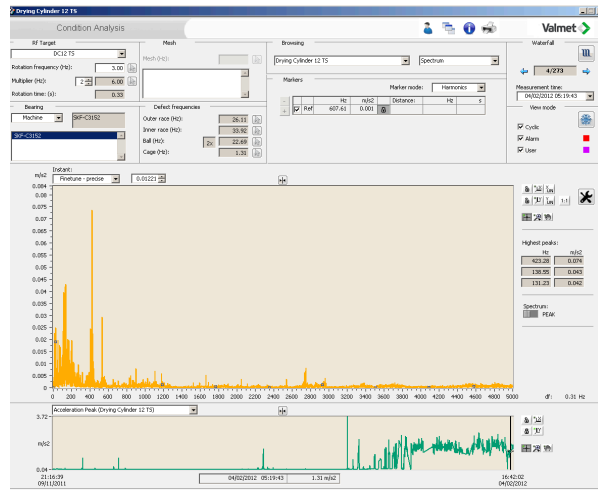 Drying Cylinder 12 TS
Condition Analysis
Valmet
Rf Target
DC12 TS
Rotation frequency (Hz): 3.00
Multiplier (Hz): 2 6.00
Rotation time: (s): 0.33
Mesh
Mesh (Hz):
Browsing
Drying Cylinder 12 TS
Spectrum
Markers
Marker mode: Harmonics
Hz m/s2 Distance: Hz s
Ref 607.61 0.001
Waterfall
4/273
Measurement time:
04/02/2012 05:19:43
View mode
Cyclic
Alarm
User
Bearing
Machine SKF-C3152
SKF-C3152
Defect frequencies
Outer race (Hz): 26.11
Inner race (Hz): 33.92
Ball (Hz): 2x 22.69
Cage (Hz): 1.31
Instant:
Finetune - precise 0.01221
m/s2
0.084
0.08
0.075
0.07
0.065
0.06
0.055
0.05
0.045
0.04
0.035
0.03
0.025
0.02
0.015
0.01
0.005
0
0 200 400 600 800 1000 1200 1400 1600 1800 2000 2200 2400 2600 2800 3000 3200 3400 3600 3800 4000 4200 4400 4600 4800 5000
1:1
Highest peaks:
Hz m/s2
423.28 0.074
138.55 0.043
131.23 0.042
Spectrum:
PEAK
df: 0.31 Hz
Acceleration Peak (Drying Cylinder 12 TS)
3.72
m/s2
0.04
21:16:39
09/11/2011
04/02/2012 05:19:43 1.31 m/s2
16:42:02
04/02/2012